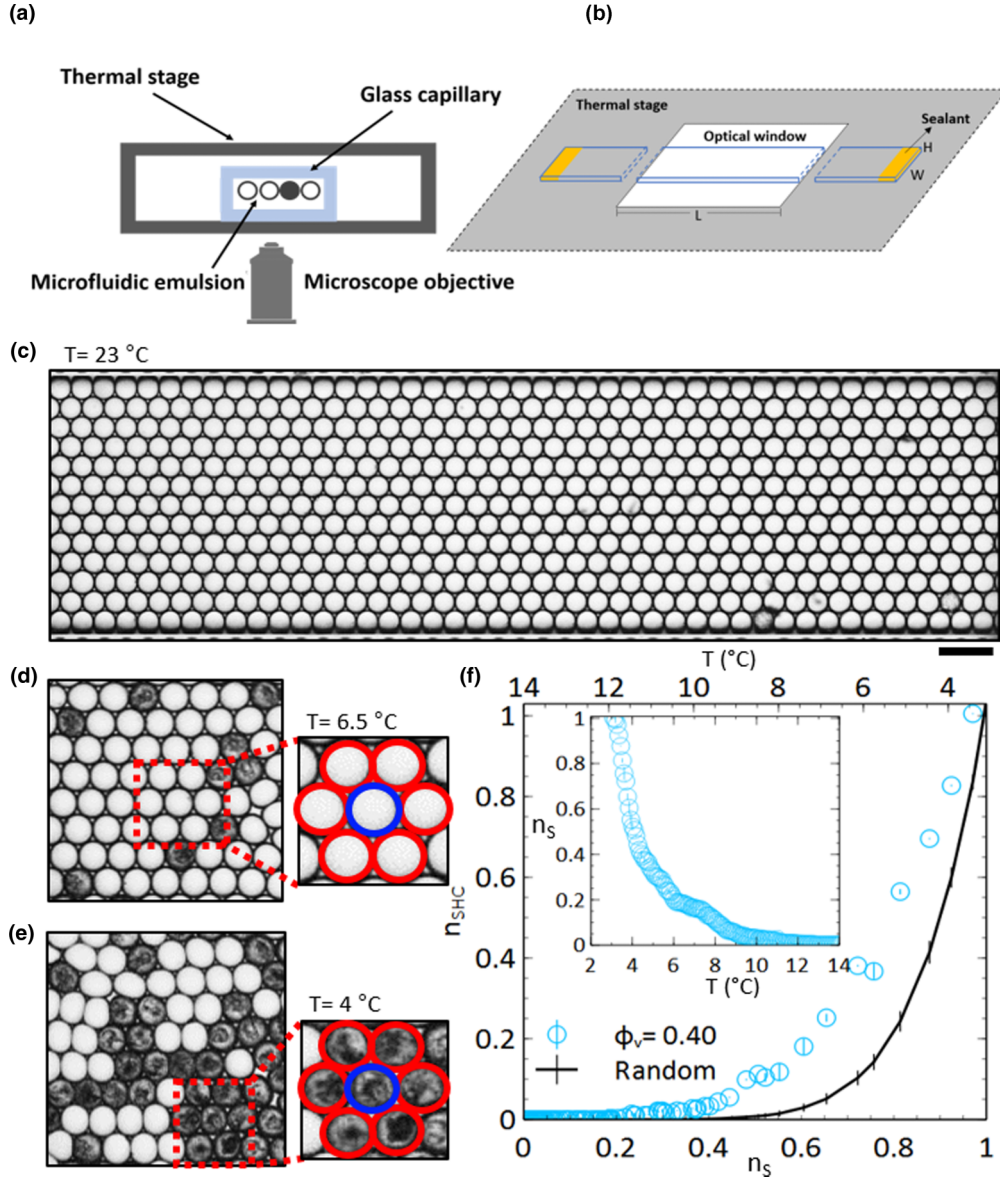 (a)
(b)
Thermal stage
Glass capillary
Microfluidic emulsion
Microscope objective
Thermal stage
Optical window
Sealant
H
W
L
(c)
T= 23 °C
(d)
T= 6.5 °C
(e)
T= 4 °C
(f)
T (°C)
14 12 10 8 6 4
1
0.8
0.6
0.4
0.2
0
n_SHC
0 0.2 0.4 0.6 0.8 1
n_S
1
0.8
0.6
0.4
0.2
0
n_S
2 4 6 8 10 12 14
T (°C)
ϕ_v= 0.40
Random